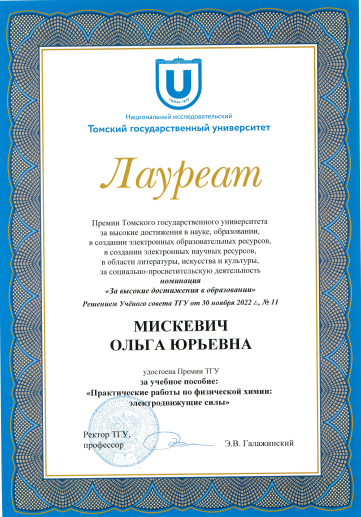 Национальный исследовательский
Томский государственный университет
Лауреат
Премии Томского государственного университета
за высокие достижения в науке, образовании,
в создании электронных образовательных ресурсов,
в создании электронных научных ресурсов,
в области литературы, искусства и культуры,
за социально-просветительскую деятельность
номинация
«За высокие достижения в образовании»
Решением Учёного совета ТГУ от 30 ноября 2022 г., № 11
МИСКЕВИЧ
ОЛЬГА ЮРЬЕВНА
удостоена Премии ТГУ
за учебное пособие:
«Практические работы по физической химии:
электродвижущие силы»
Ректор ТГУ,
профессор
Э.В. Галажинский